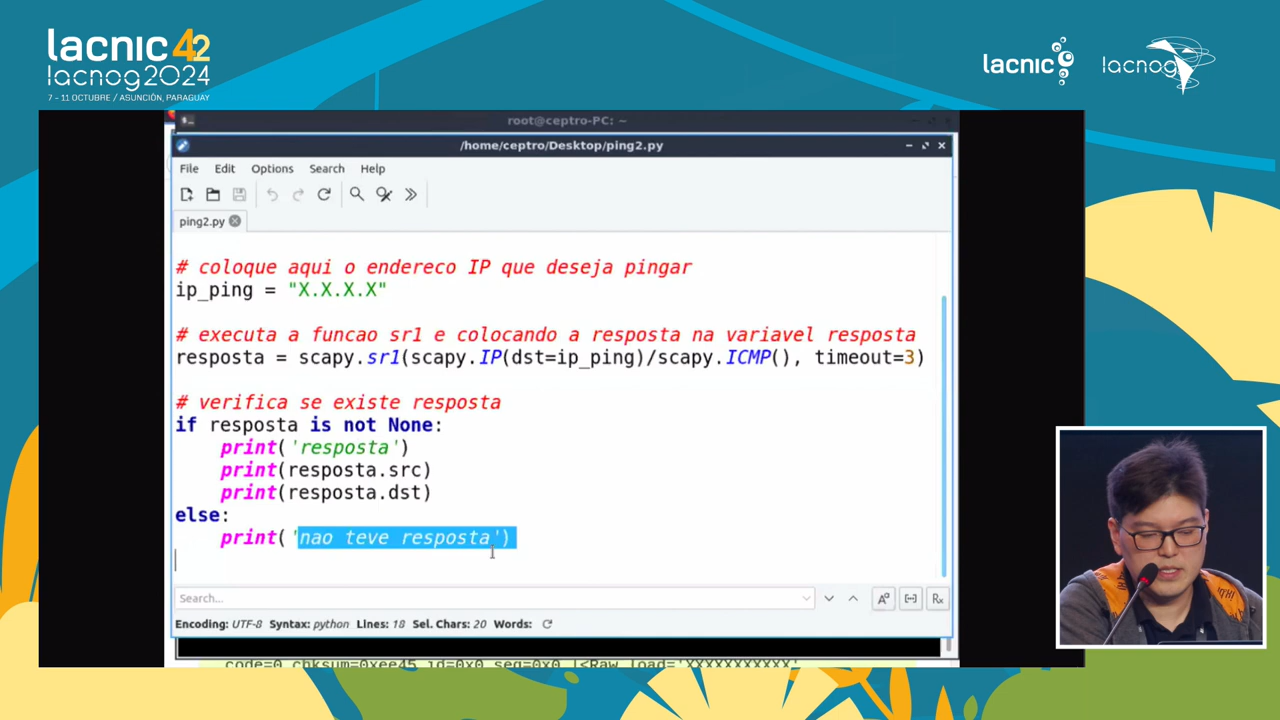 lacnic 42
lacnog2024
7 - 11 OCTUBRE / ASUNCIÓN, PARAGUAY
lacnic
lacnog
root@ceptro-PC: ~
/home/ceptro/Desktop/ping2.py
File Edit Options Search Help
ping2.py
# coloque aqui o endereco IP que deseja pingar
ip_ping = "X.X.X.X"
# executa a funcao sr1 e colocando a resposta na variavel resposta
resposta = scapy.sr1(scapy.IP(dst=ip_ping)/scapy.ICMP(), timeout=3)
# verifica se existe resposta
if resposta is not None:
    print('resposta')
    print(resposta.src)
    print(resposta.dst)
else:
    print('nao teve resposta')
Search...
Encoding: UTF-8 Syntax: python Lines: 18 Sel. Chars: 20 Words:
code=0 chksum=0xee45 id=0x0 seq=0x0 |<Raw load='XXXXXXXXXXX'